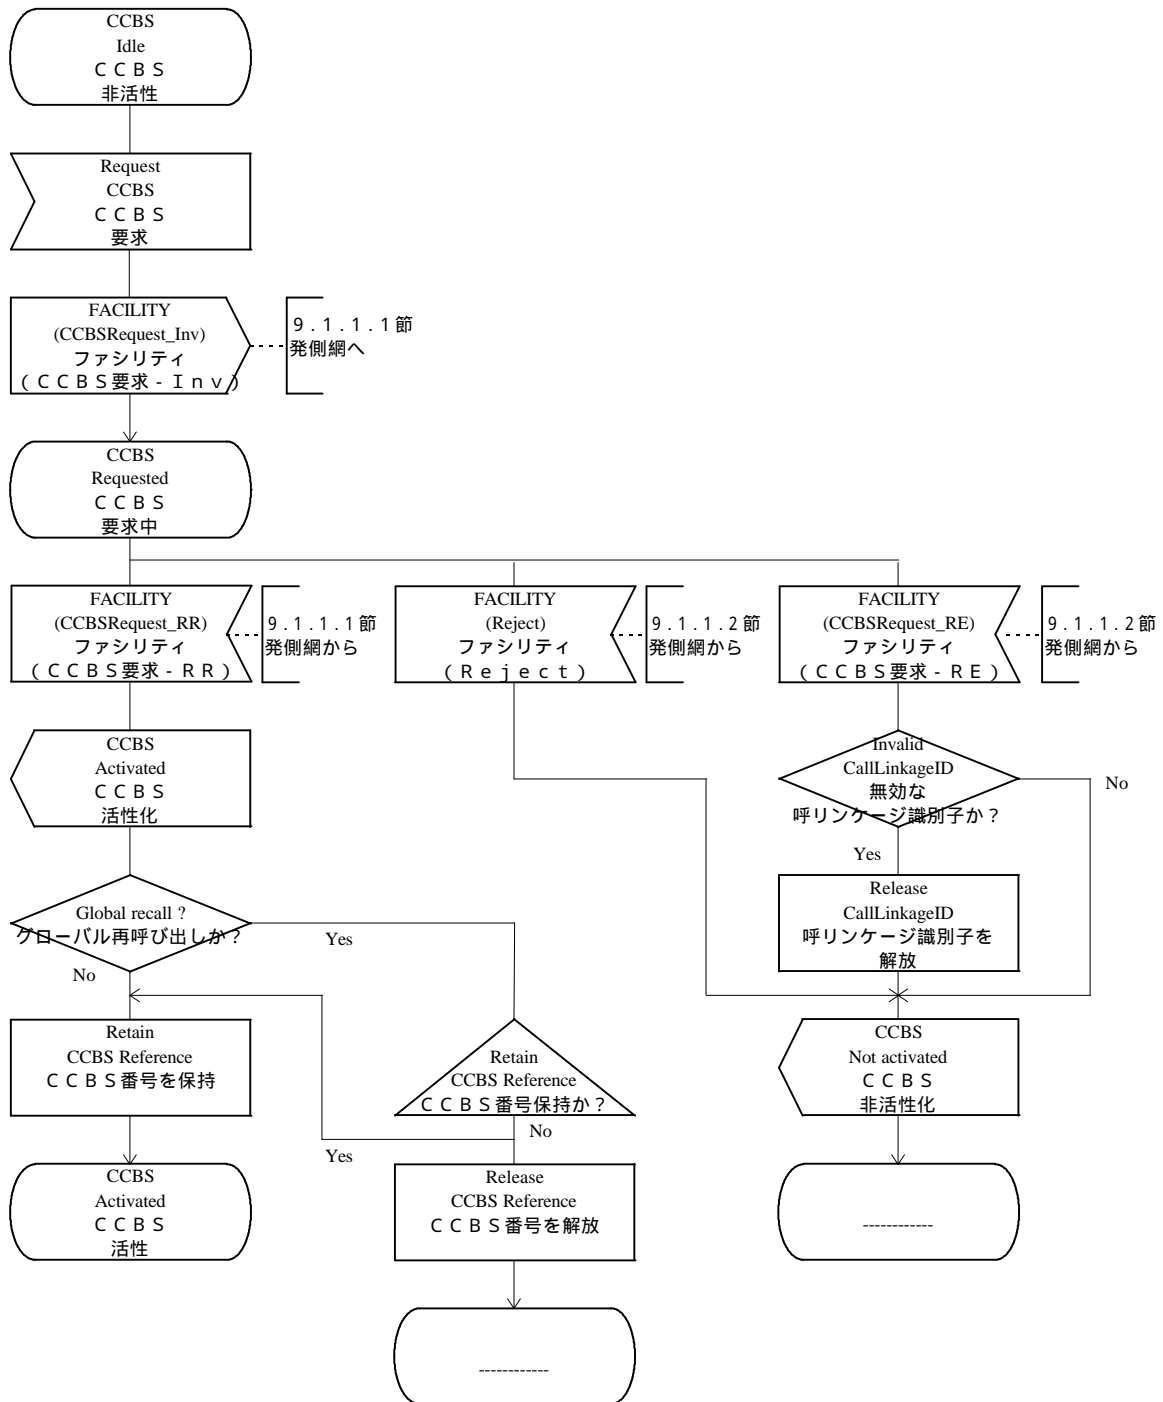 CCBS
Idle
ＣＣＢＳ
非活性
Request
CCBS
ＣＣＢＳ
要求
FACILITY
(CCBSRequest_Inv)
ファシリティ
(ＣＣＢＳ要求 - Ｉｎｖ)
９.１.１.１節
発側網へ
CCBS
Requested
ＣＣＢＳ
要求中
FACILITY
(CCBSRequest_RR)
ファシリティ
(ＣＣＢＳ要求 - ＲＲ)
９.１.１.１節
発側網から
FACILITY
(Reject)
ファシリティ
(Ｒｅｊｅｃｔ)
９.１.１.２節
発側網から
FACILITY
(CCBSRequest_RE)
ファシリティ
(ＣＣＢＳ要求 - ＲＥ)
９.１.１.２節
発側網から
CCBS
Activated
ＣＣＢＳ
活性化
Invalid
CallLinkageID
無効な
呼リンケージ識別子か？
No
Yes
Release
CallLinkageID
呼リンケージ識別子を
解放
Global recall ?
グローバル再呼び出しか？
Yes
No
Retain
CCBS Reference
ＣＣＢＳ番号を保持
Retain
CCBS Reference
ＣＣＢＳ番号保持か？
CCBS
Not activated
ＣＣＢＳ
非活性化
No
Yes
CCBS
Activated
ＣＣＢＳ
活性
Release
CCBS Reference
ＣＣＢＳ番号を解放
------------
------------